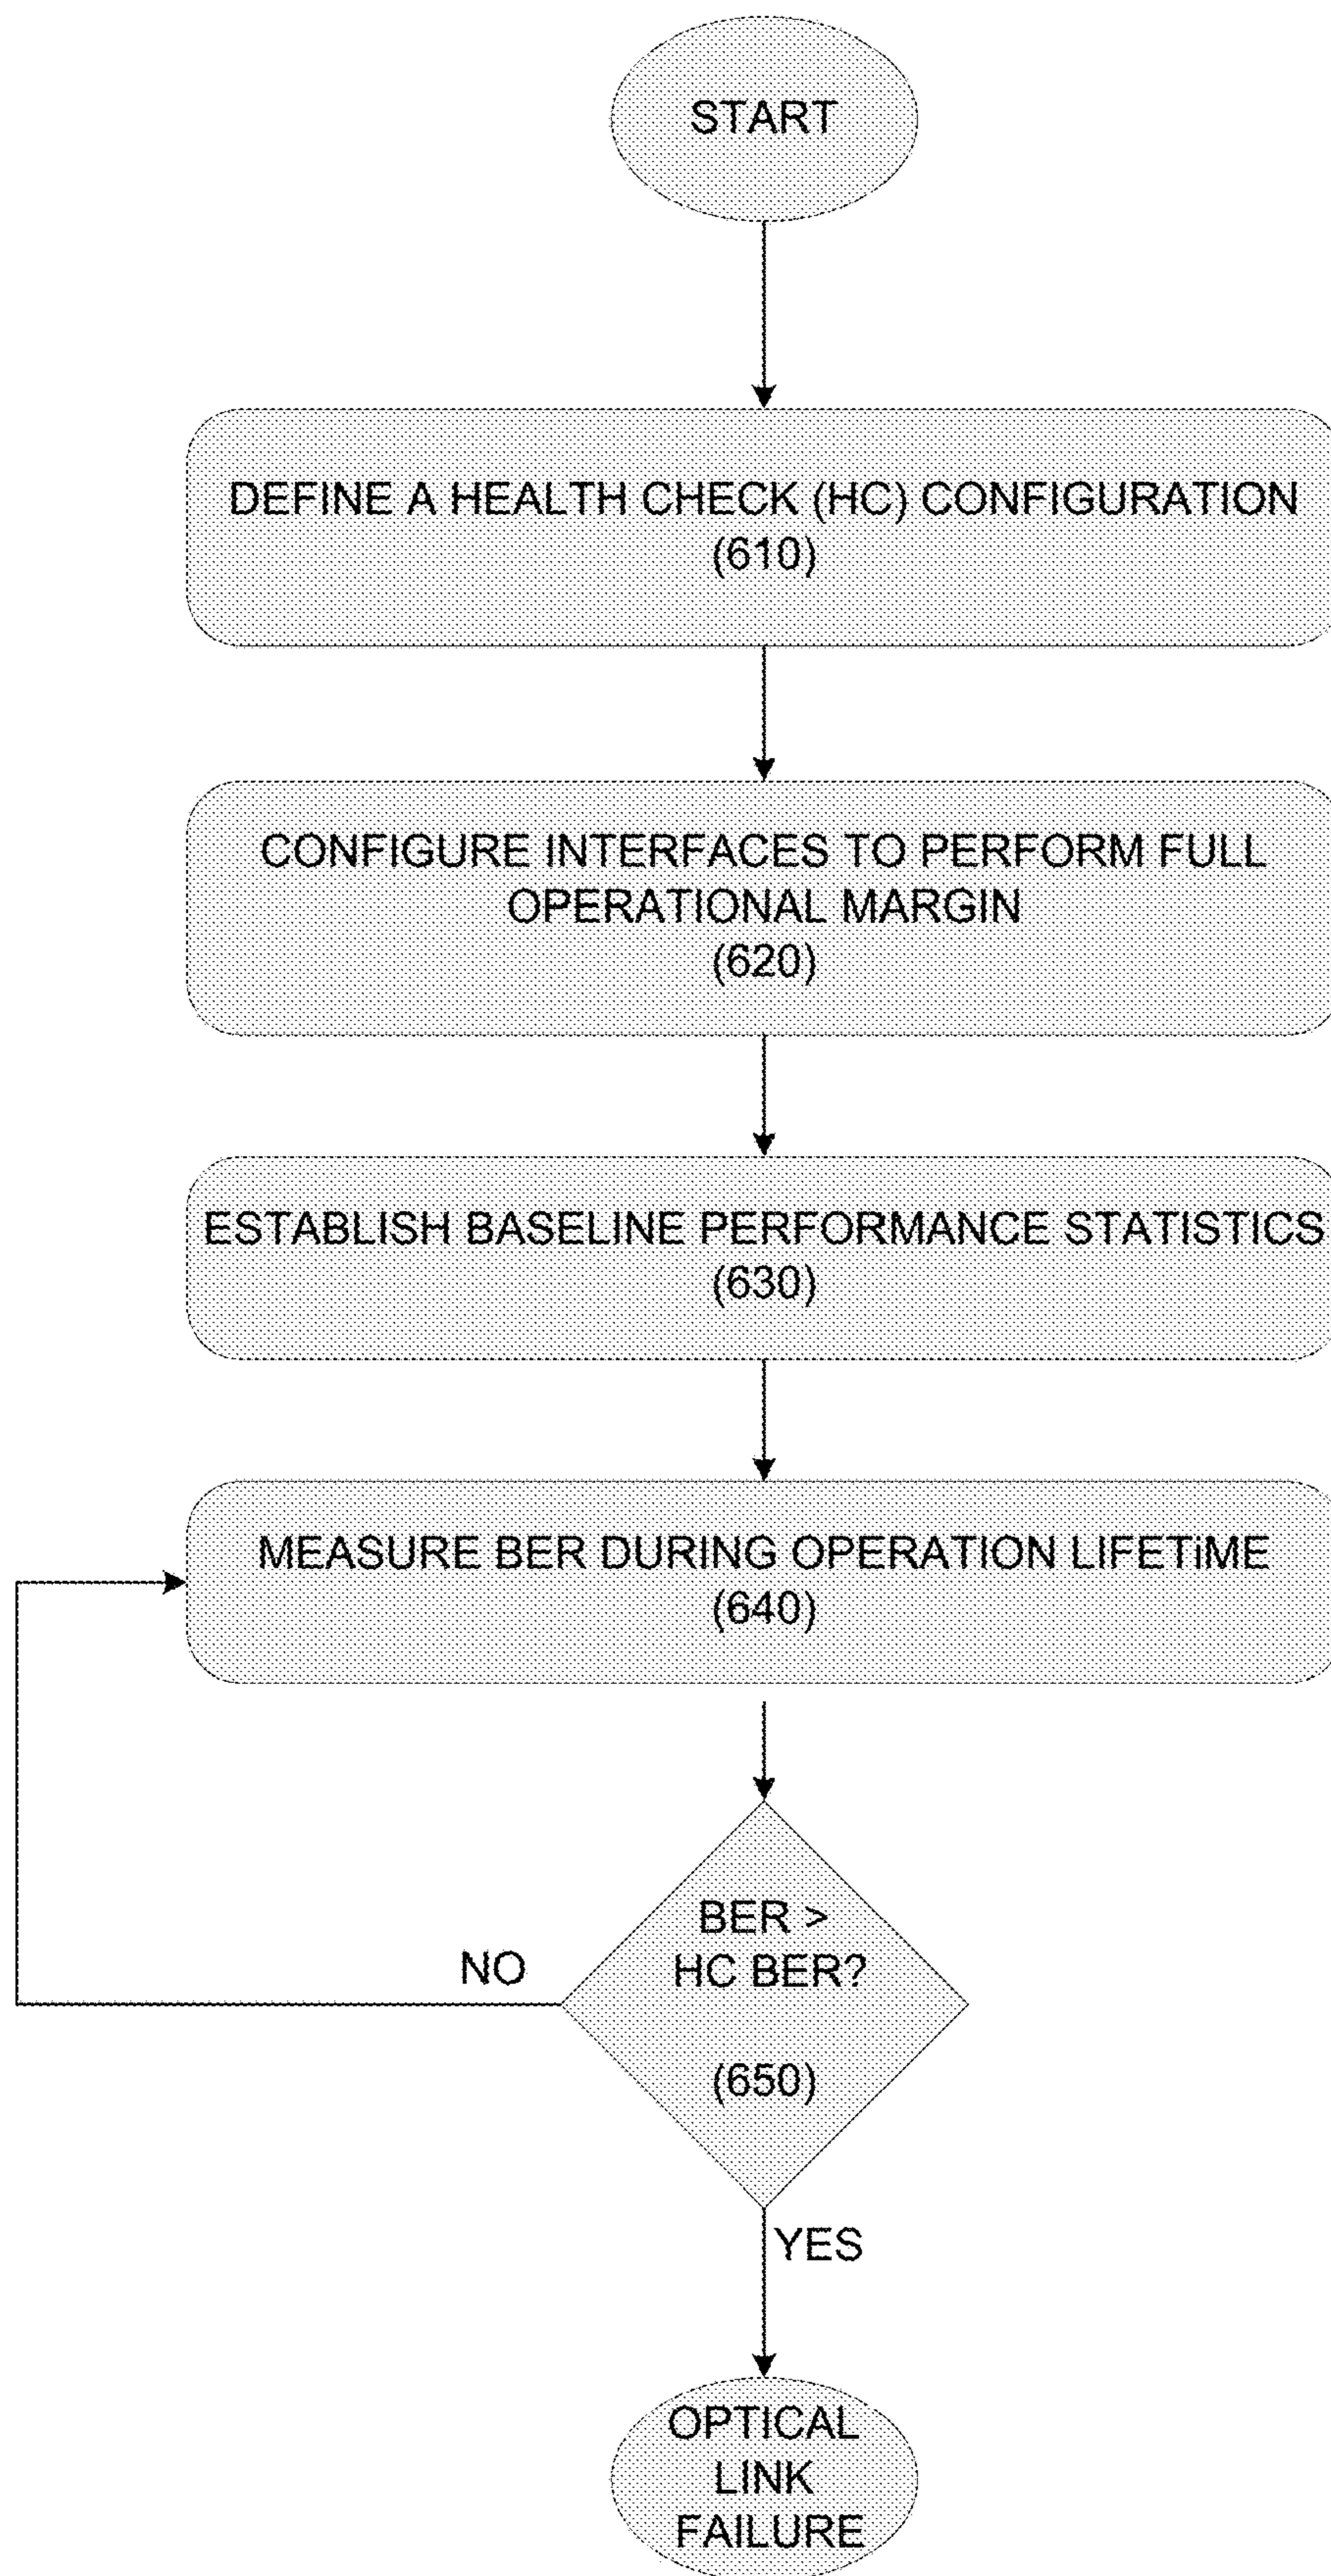 START
DEFINE A HEALTH CHECK (HC) CONFIGURATION
(610)
CONFIGURE INTERFACES TO PERFORM FULL
OPERATIONAL MARGIN
(620)
ESTABLISH BASELINE PERFORMANCE STATISTICS
(630)
MEASURE BER DURING OPERATION LIFETiME
(640)
BER >
HC BER?
(650)
NO
YES
OPTICAL
LINK
FAILURE